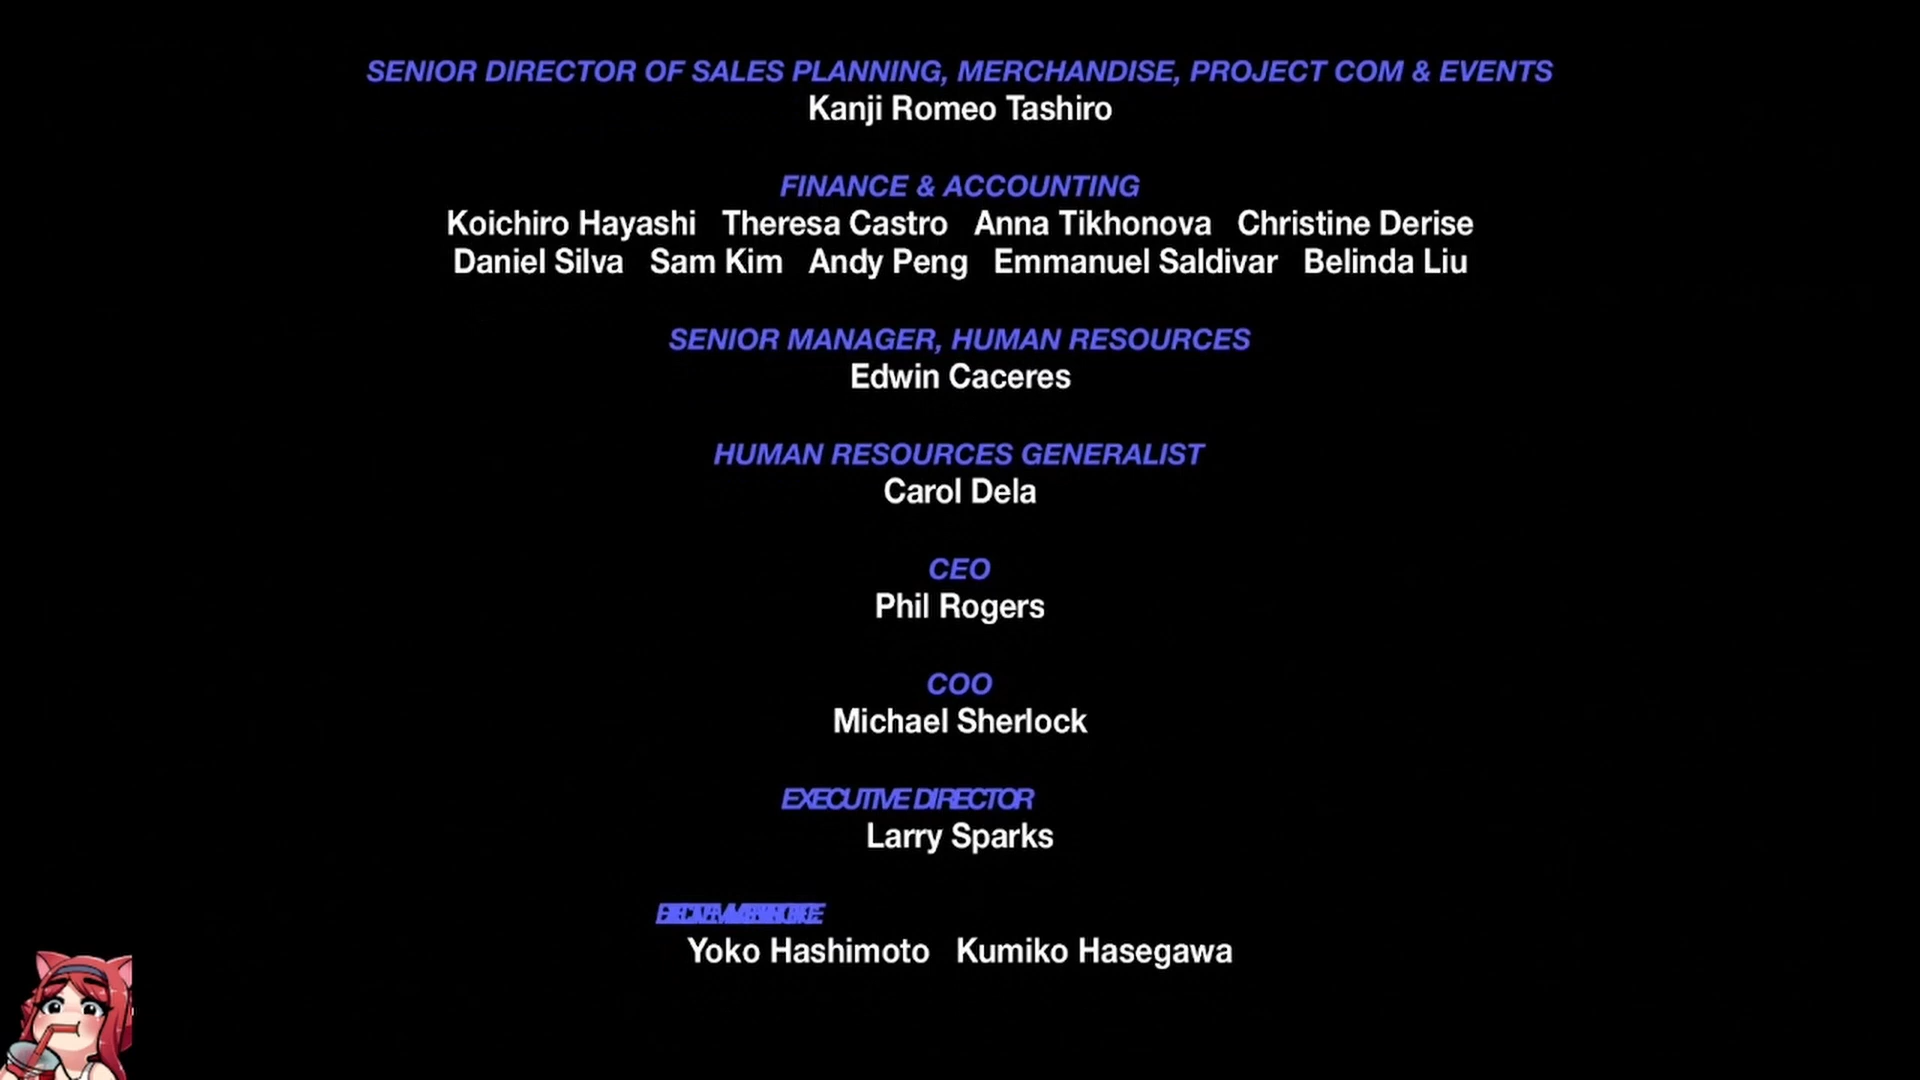 SENIOR DIRECTOR OF SALES PLANNING, MERCHANDISE, PROJECT COM & EVENTS
Kanji Romeo Tashiro
FINANCE & ACCOUNTING
Koichiro Hayashi Theresa Castro Anna Tikhonova Christine Derise
Daniel Silva Sam Kim Andy Peng Emmanuel Saldivar Belinda Liu
SENIOR MANAGER, HUMAN RESOURCES
Edwin Caceres
HUMAN RESOURCES GENERALIST
Carol Dela
CEO
Phil Rogers
COO
Michael Sherlock
EXECUTIVE DIRECTOR
Larry Sparks
Yoko Hashimoto Kumiko Hasegawa